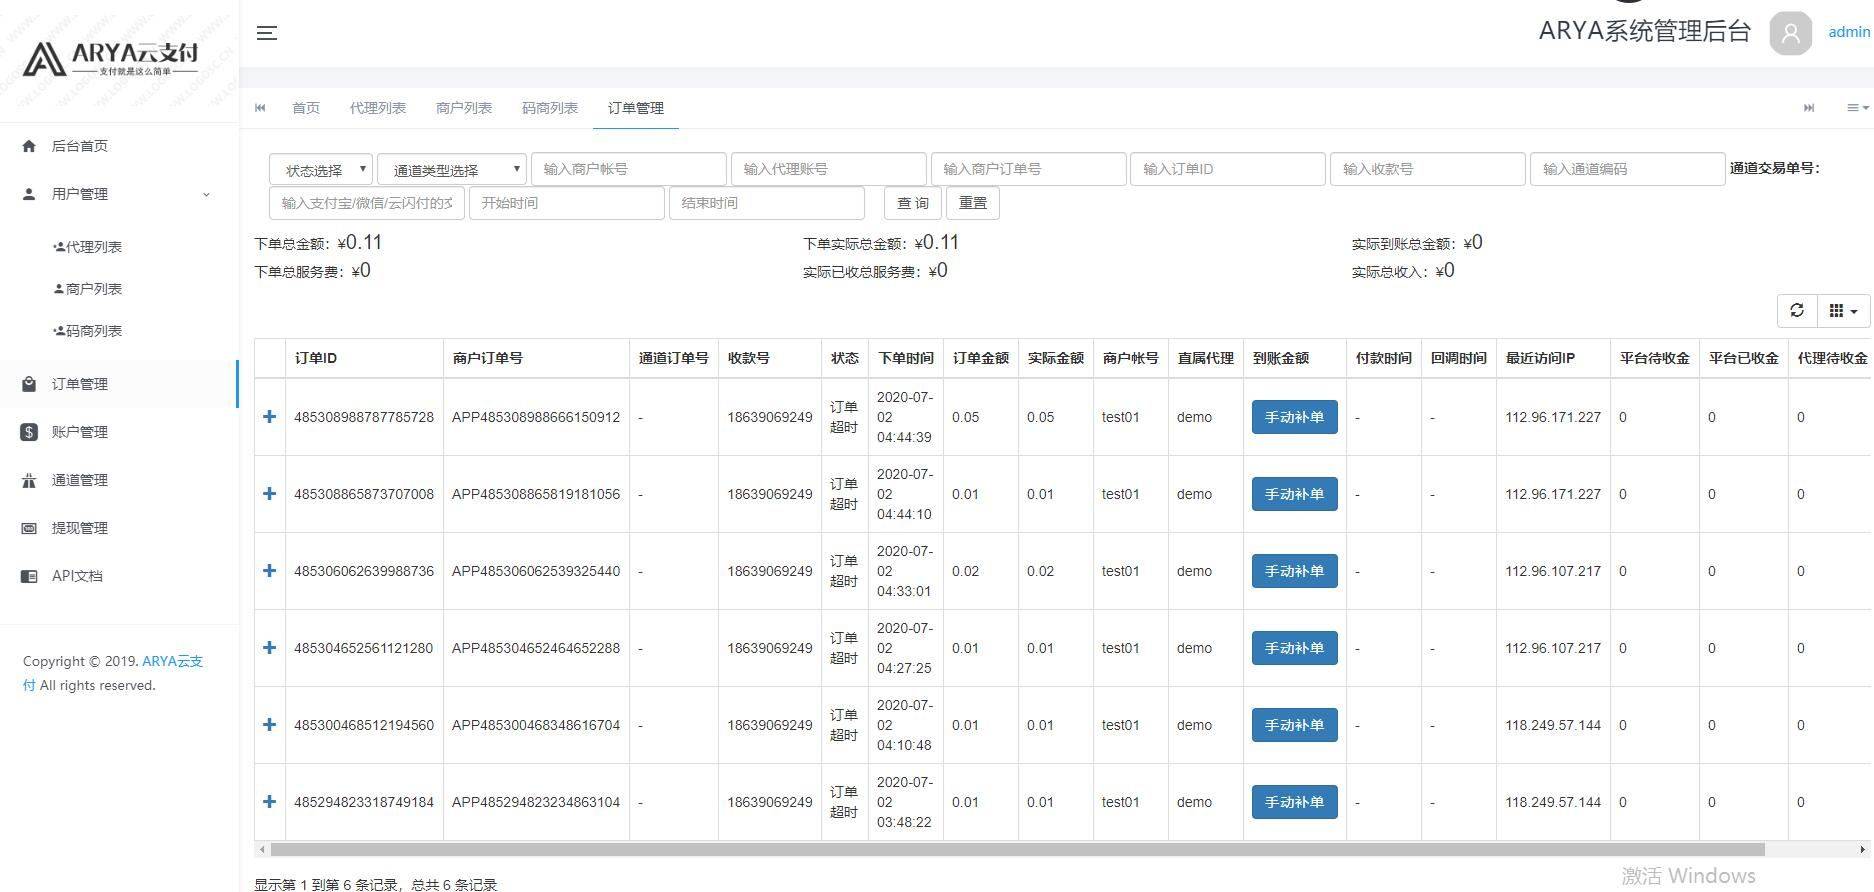 ARYA云支付
支付就是这么简单
ARYA系统管理后台
admin
后台首页
用户管理
代理列表
商户列表
码商列表
订单管理
账户管理
通道管理
提现管理
API文档
Copyright © 2019. ARYA云支
付 All rights reserved.
首页 代理列表 商户列表 码商列表 订单管理
状态选择 通道类型选择 输入商户帐号 输入代理账号 输入商户订单号 输入订单ID 输入收款号 输入通道编码 通道交易单号：
输入支付宝/微信/云闪付的 开始时间 结束时间 查 询 重置
下单总金额：¥0.11 下单实际总金额：¥0.11 实际到账总金额：¥0
下单总服务费：¥0 实际已收总服务费：¥0 实际总收入：¥0
订单ID 商户订单号 通道订单号 收款号 状态 下单时间 订单金额 实际金额 商户帐号 直属代理 到账金额 付款时间 回调时间 最近访问IP 平台待收金 平台已收金 代理待收金
485308988787785728 APP485308988666150912 - 18639069249 订单超时 2020-07-02 04:44:39 0.05 0.05 test01 demo 手动补单 - - 112.96.171.227 0 0 0
485308865873707008 APP485308865819181056 - 18639069249 订单超时 2020-07-02 04:44:10 0.01 0.01 test01 demo 手动补单 - - 112.96.171.227 0 0 0
485306062639988736 APP485306062539325440 - 18639069249 订单超时 2020-07-02 04:33:01 0.02 0.02 test01 demo 手动补单 - - 112.96.107.217 0 0 0
485304652561121280 APP485304652464652288 - 18639069249 订单超时 2020-07-02 04:27:25 0.01 0.01 test01 demo 手动补单 - - 112.96.107.217 0 0 0
485300468512194560 APP485300468348616704 - 18639069249 订单超时 2020-07-02 04:10:48 0.01 0.01 test01 demo 手动补单 - - 118.249.57.144 0 0 0
485294823318749184 APP485294823234863104 - 18639069249 订单超时 2020-07-02 03:48:22 0.01 0.01 test01 demo 手动补单 - - 118.249.57.144 0 0 0
显示第 1 到第 6 条记录，总共 6 条记录
激活 Windows